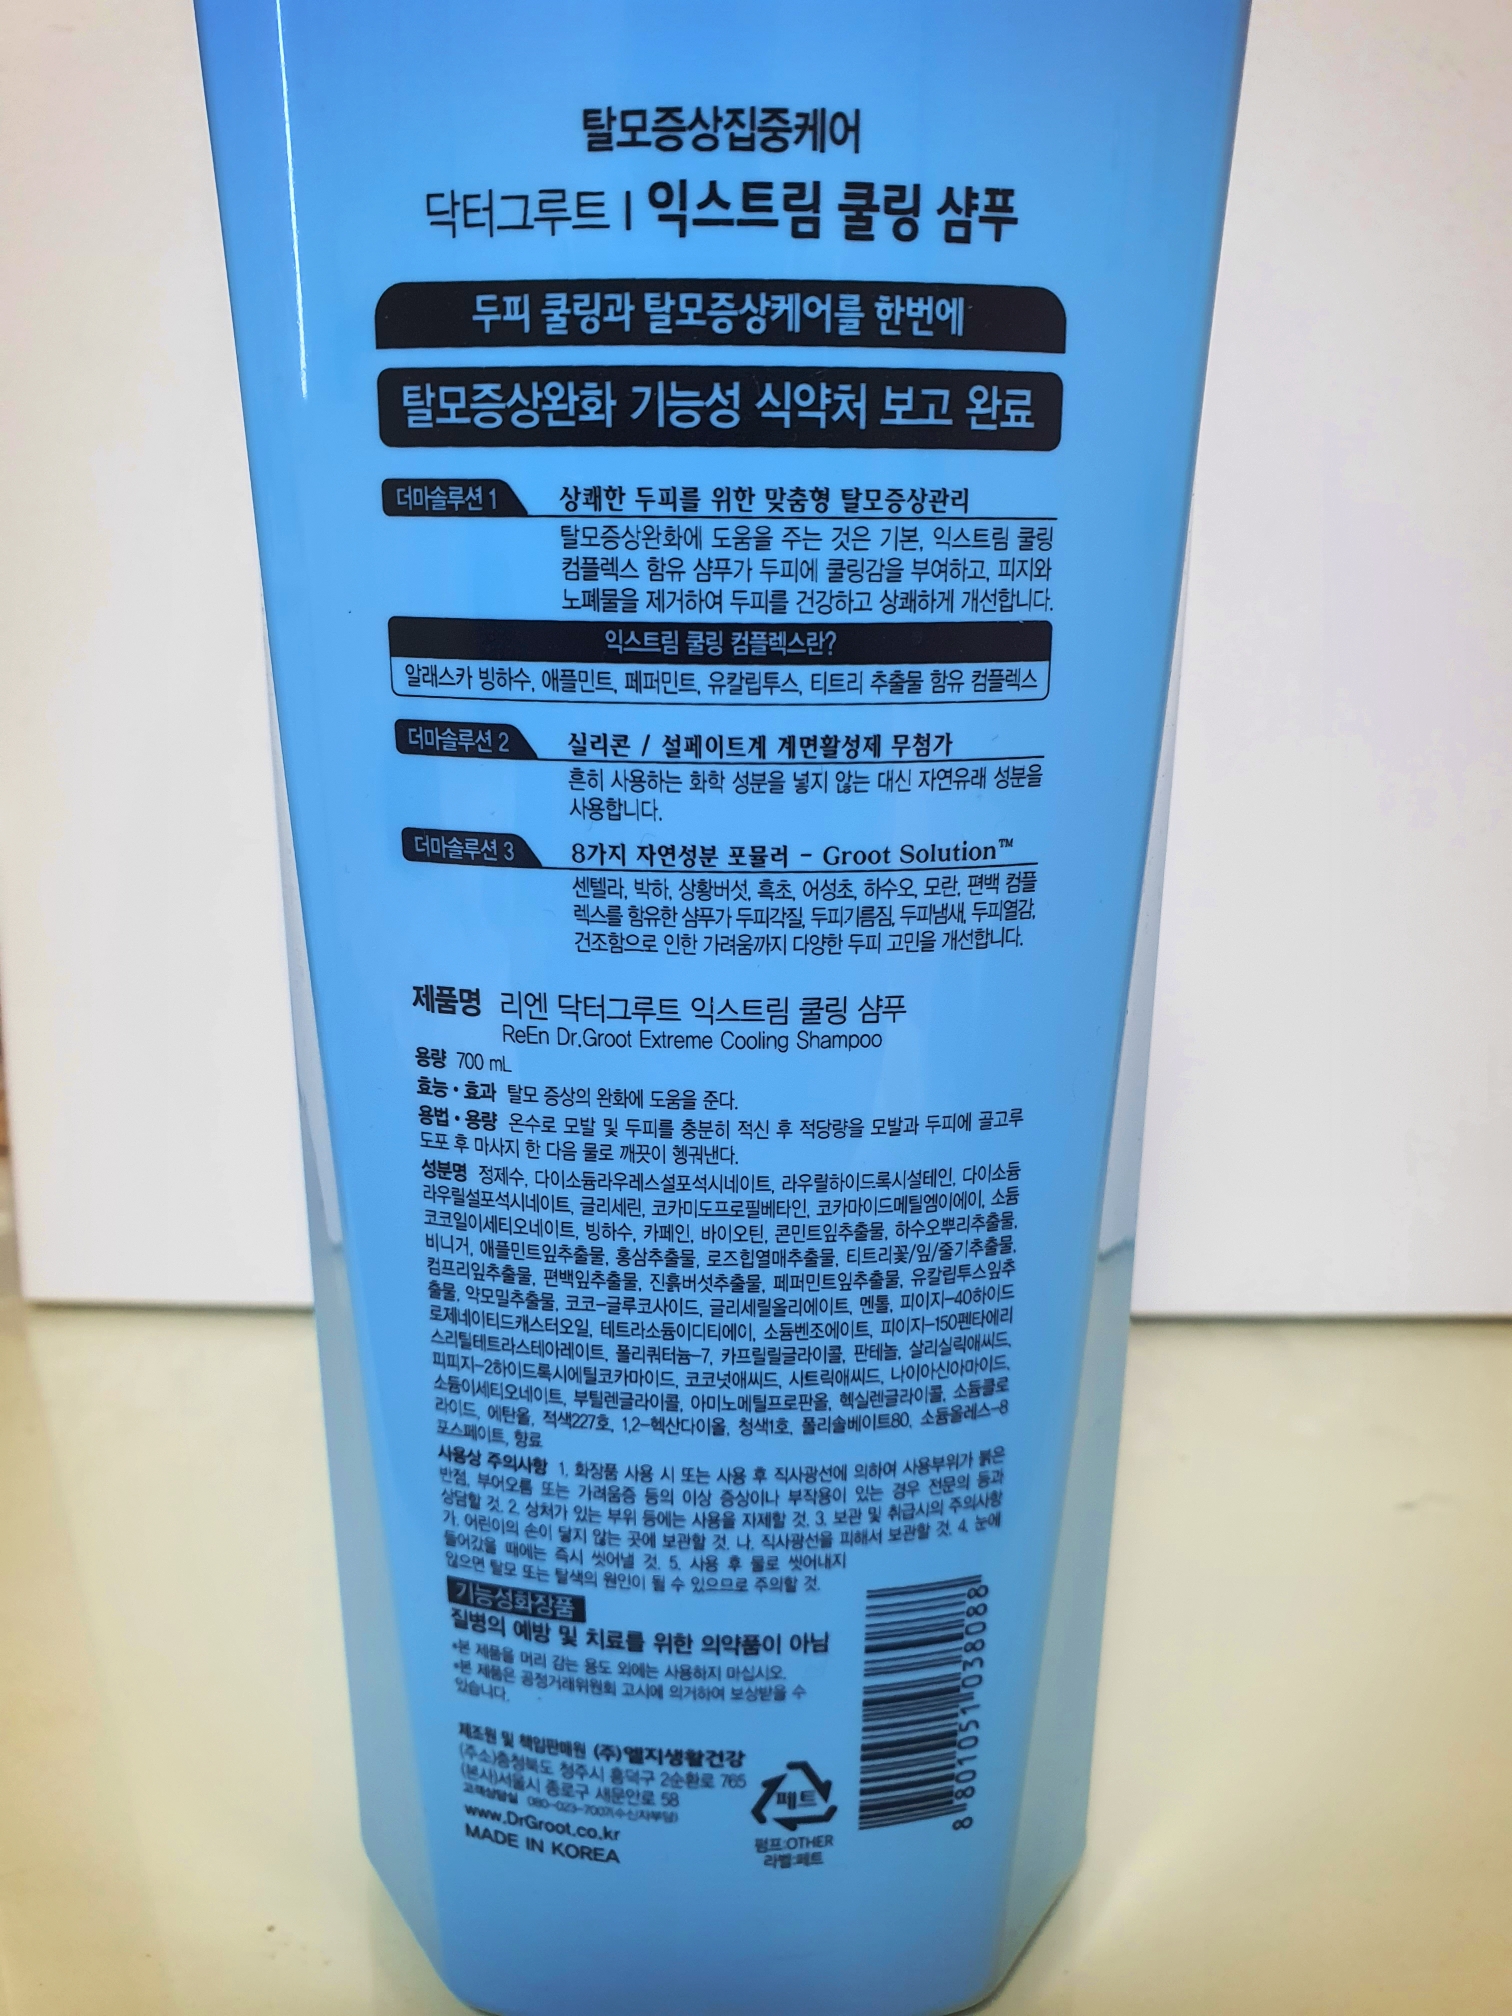 탈모증상집중케어
닥터그루트 | 익스트림 쿨링 샴푸
두피 쿨링과 탈모증상케어를 한번에
탈모증상완화 기능성 식약처 보고 완료
더마솔루션 1 상쾌한 두피를 위한 맞춤형 탈모증상관리
탈모증상완화에 도움을 주는 것은 기본, 익스트림 쿨링
컴플렉스 함유 샴푸가 두피에 쿨링감을 부여하고, 피지와
노폐물을 제거하여 두피를 건강하고 상쾌하게 개선합니다.
익스트림 쿨링 컴플렉스란?
알래스카 빙하수, 애플민트, 페퍼민트, 유칼립투스, 티트리 추출물 함유 컴플렉스
더마솔루션 2 실리콘 / 설페이트계 계면활성제 무첨가
흔히 사용하는 화학 성분을 넣지 않는 대신 자연유래 성분을
사용합니다.
더마솔루션 3 8가지 자연성분 포뮬러 - Groot Solution™
센텔라, 박하, 상황버섯, 흑초, 어성초, 하수오, 모란, 편백 컴플
렉스를 함유한 샴푸가 두피각질, 두피기름짐, 두피냄새, 두피열감,
건조함으로 인한 가려움까지 다양한 두피 고민을 개선합니다.
제품명 리엔 닥터그루트 익스트림 쿨링 샴푸
ReEn Dr.Groot Extreme Cooling Shampoo
용량 700 mL
효능·효과 탈모 증상의 완화에 도움을 준다.
용법·용량 온수로 모발 및 두피를 충분히 적신 후 적당량을 모발과 두피에 골고루
도포 후 마사지 한 다음 물로 깨끗이 헹궈낸다.
성분명 정제수, 다이소듐라우레스설포석시네이트, 라우릴하이드록시설테인, 다이소듐
라우릴설포석시네이트, 글리세린, 코카미도프로필베타인, 코카마이드메틸엠이에이, 소듐
코코일이세티오네이트, 빙하수, 카페인, 바이오틴, 콘민트잎추출물, 하수오뿌리추출물,
비니거, 애플민트잎추출물, 홍삼추출물, 로즈힙열매추출물, 티트리꽃/잎/줄기추출물,
컴프리잎추출물, 편백잎추출물, 진흙버섯추출물, 페퍼민트잎추출물, 유칼립투스잎추
출물, 약모밀추출물, 코코-글루코사이드, 글리세릴올리에이트, 멘톨, 피이지-40하이드
로제네이티드캐스터오일, 테트라소듐이디티에이, 소듐벤조에이트, 피이지-150펜타에리
스리틸테트라스테아레이트, 폴리쿼터늄-7, 카프릴릴글라이콜, 판테놀, 살리실릭애씨드,
피피지-2하이드록시에틸코카마이드, 코코넛애씨드, 시트릭애씨드, 나이아신아마이드,
소듐이세티오네이트, 부틸렌글라이콜, 아미노메틸프로판올, 헥실렌글라이콜, 소듐클로
라이드, 에탄올, 적색227호, 1,2-헥산다이올, 청색1호, 폴리솔베이트80, 소듐올레스-8
포스페이트, 향료
사용상 주의사항 1. 화장품 사용 시 또는 사용 후 직사광선에 의하여 사용부위가 붉은
반점, 부어오름 또는 가려움증 등의 이상 증상이나 부작용이 있는 경우 전문의 등과
상담할 것. 2. 상처가 있는 부위 등에는 사용을 자제할 것. 3. 보관 및 취급시의 주의사항
가. 어린이의 손이 닿지 않는 곳에 보관할 것. 나. 직사광선을 피해서 보관할 것. 4. 눈에
들어갔을 때에는 즉시 씻어낼 것. 5. 사용 후 물로 씻어내지
않으면 탈모 또는 탈색의 원인이 될 수 있으므로 주의할 것.
기능성화장품
질병의 예방 및 치료를 위한 의약품이 아님
*본 제품을 머리 감는 용도 외에는 사용하지 마십시오.
*본 제품은 공정거래위원회 고시에 의거하여 보상받을 수
있습니다.
제조원 및 책임판매원 (주)엘지생활건강
(주소)충청북도 청주시 흥덕구 2순환로 765
(본사)서울시 종로구 새문안로 58
고객상담실 080-023-7007(수신자부담)
www.DrGroot.co.kr
MADE IN KOREA
페트
펌프:OTHER
라벨:페트
8 801051 038088